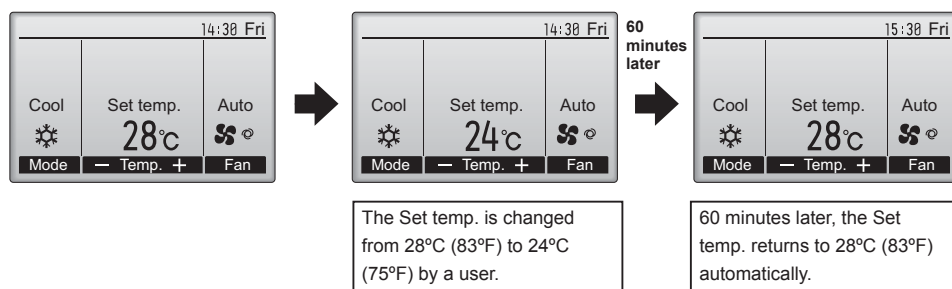 14:30 Fri
Cool Set temp. Auto
28°C
Mode — Temp. + Fan
14:30 Fri
Cool Set temp. Auto
24°C
Mode — Temp. + Fan
The Set temp. is changed
from 28ºC (83ºF) to 24ºC
(75ºF) by a user.
60
minutes
later
15:30 Fri
Cool Set temp. Auto
28°C
Mode — Temp. + Fan
60 minutes later, the Set
temp. returns to 28ºC (83ºF)
automatically.